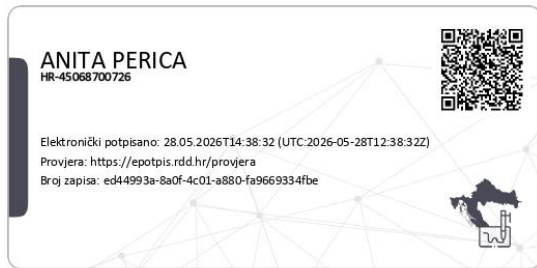 ANITA PERICA
HR-45068700726
Elektronički potpisano: 28.05.2026T14:38:32 (UTC:2026-05-28T12:38:32Z)
Provjera: https://epotpis.rdd.hr/provjera
Broj zapisa: ed44993a-8a0f-4c01-a880-fa9669334fbe